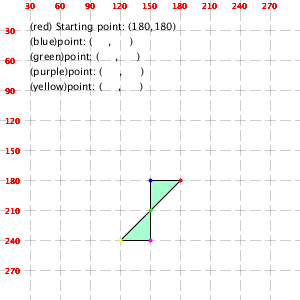 30 60 90 120 150 180 210 240 270
30
(red) Starting point: (180,180)
(blue)point: ( , )
60
(green)point: ( , )
(purple)point: ( , )
90
(yellow)point: ( , )
120
150
180
210
240
270